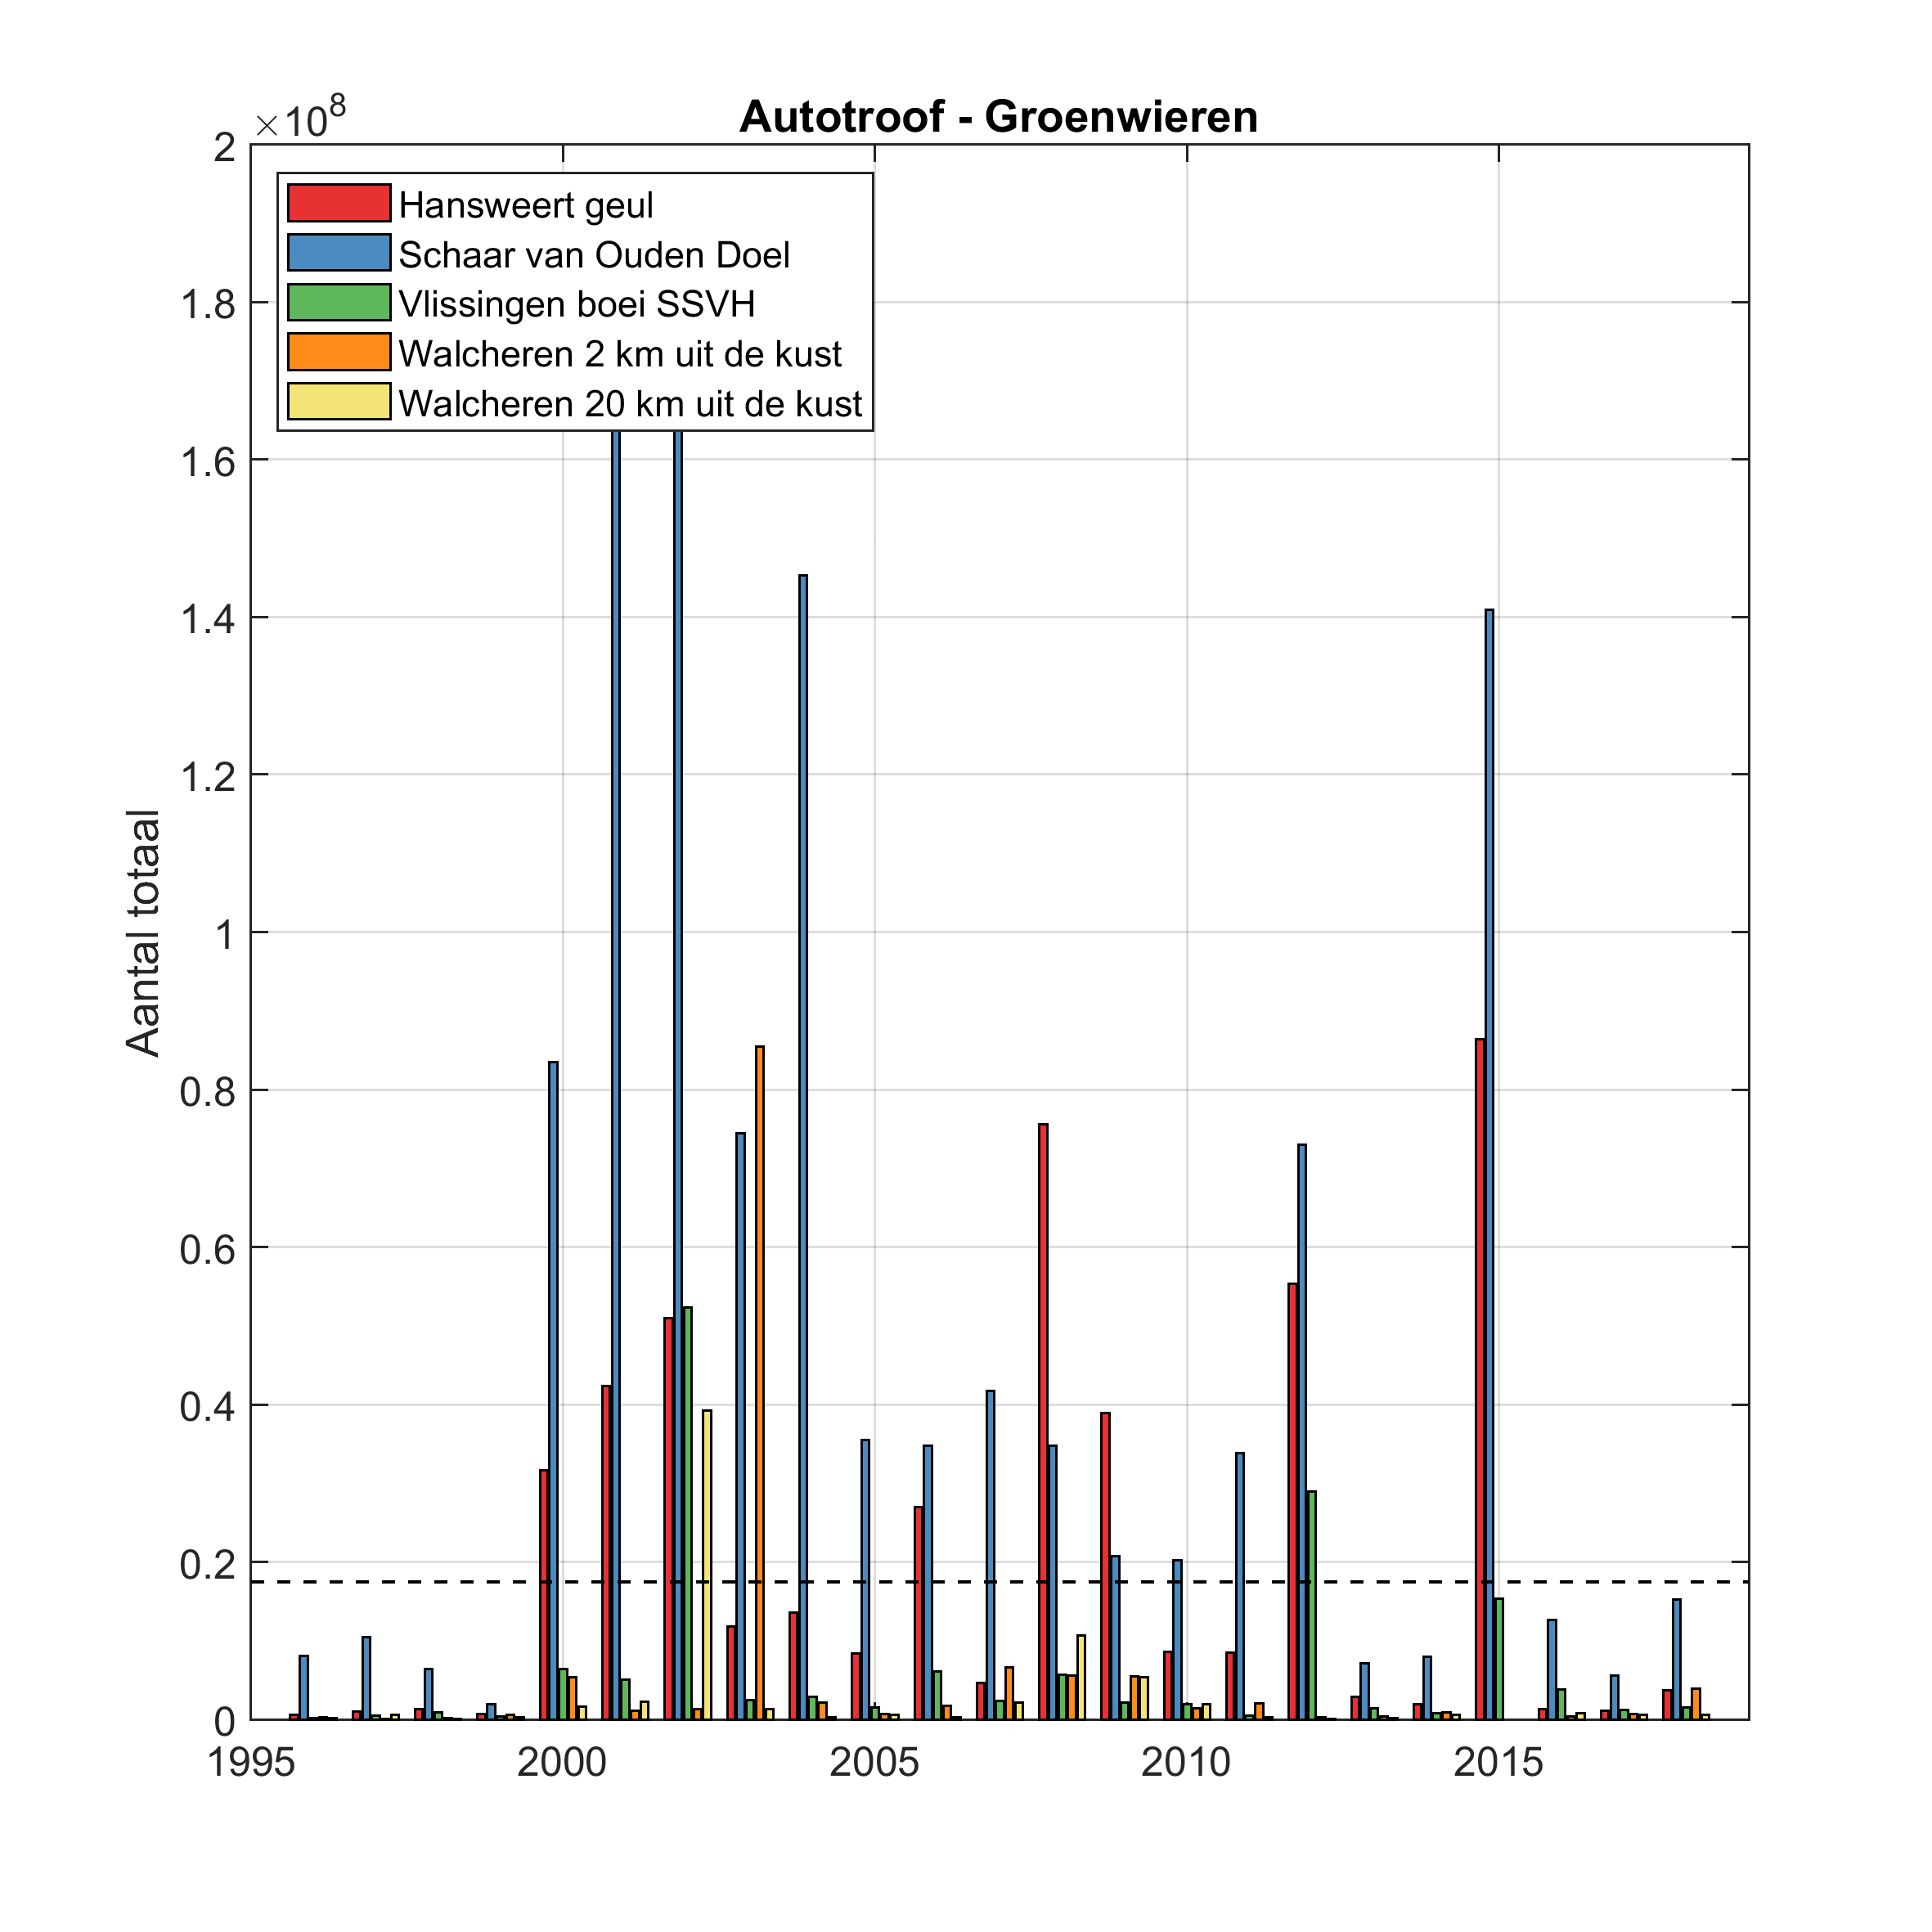 ×10⁸
Autotroof - Groenwieren
2
1.8
1.6
1.4
1.2
1
0.8
0.6
0.4
0.2
0
Aantal totaal
Hansweert geul
Schaar van Ouden Doel
Vlissingen boei SSVH
Walcheren 2 km uit de kust
Walcheren 20 km uit de kust
1995 2000 2005 2010 2015